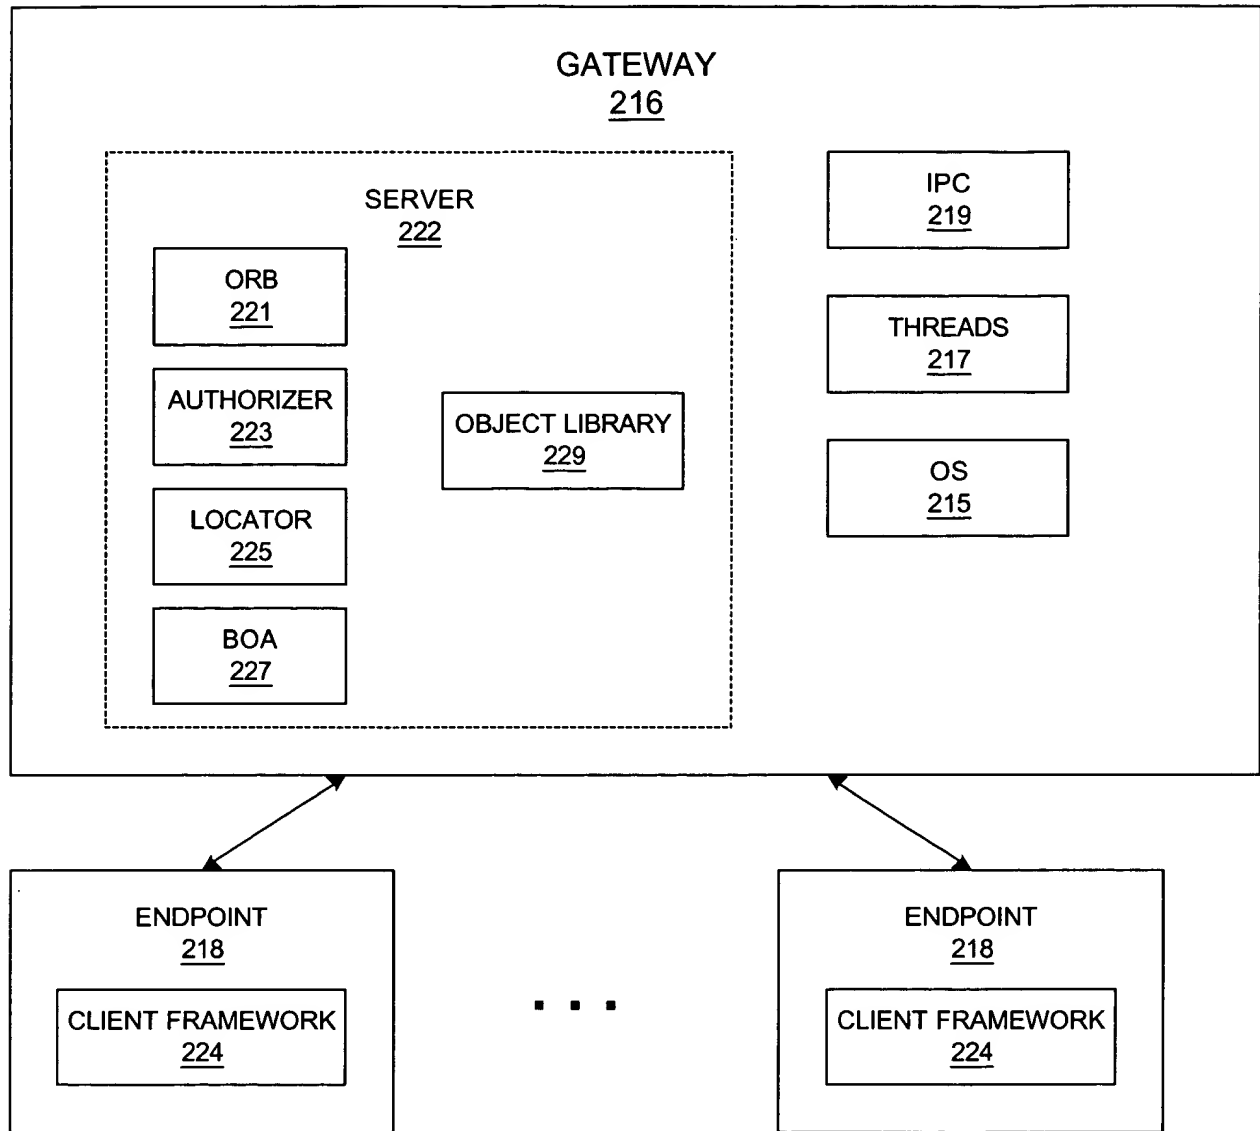 GATEWAY
216
SERVER
222
ORB
221
AUTHORIZER
223
LOCATOR
225
BOA
227
OBJECT LIBRARY
229
IPC
219
THREADS
217
OS
215
ENDPOINT
218
CLIENT FRAMEWORK
224
. . .
ENDPOINT
218
CLIENT FRAMEWORK
224